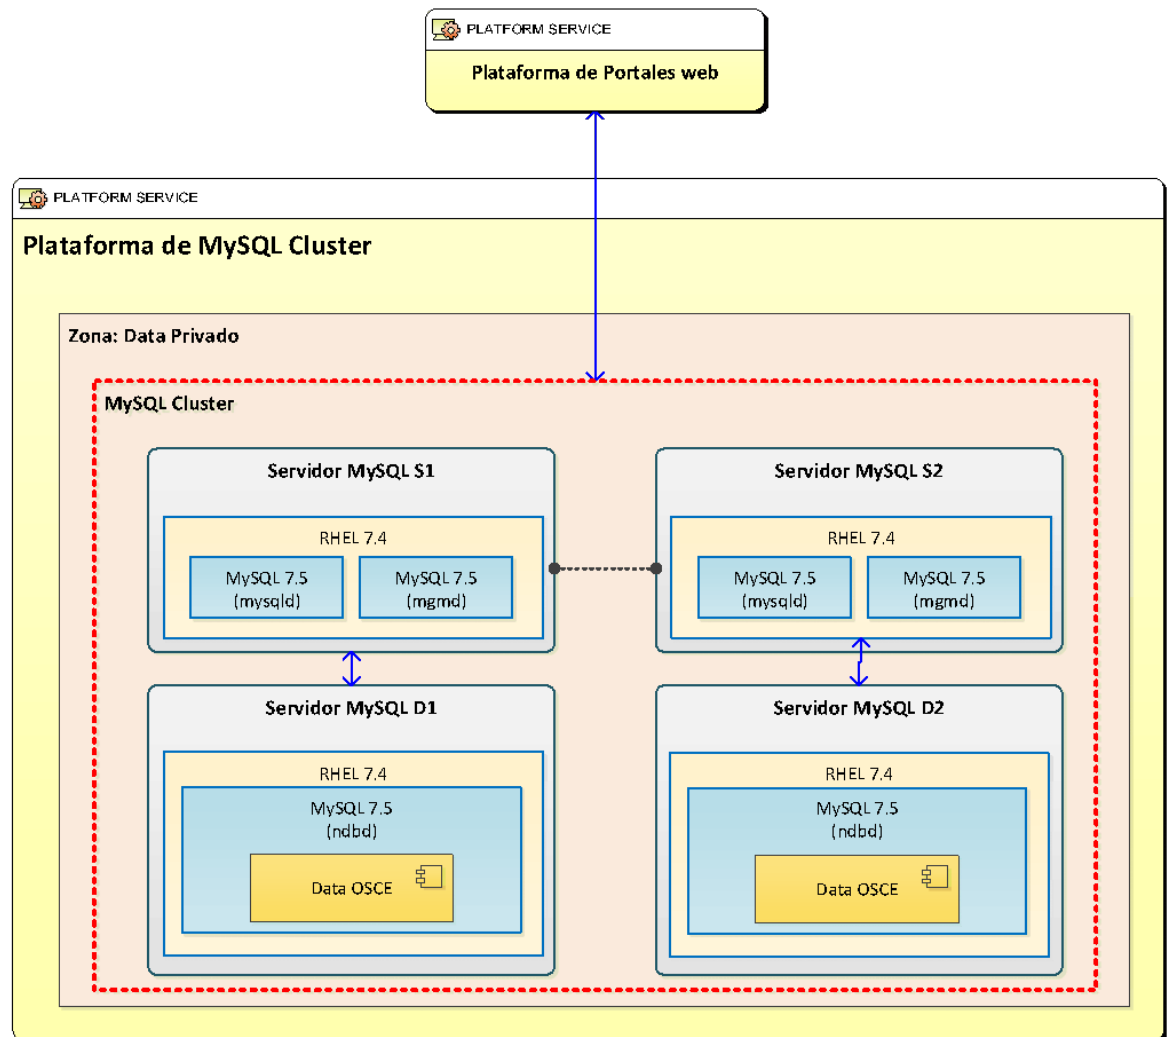 PLATFORM SERVICE
Plataforma de Portales web
PLATFORM SERVICE
Plataforma de MySQL Cluster
Zona: Data Privado
MySQL Cluster
Servidor MySQL S1
RHEL 7.4
MySQL 7.5
(mysqld)
MySQL 7.5
(mgmd)
Servidor MySQL S2
RHEL 7.4
MySQL 7.5
(mysqld)
MySQL 7.5
(mgmd)
Servidor MySQL D1
RHEL 7.4
MySQL 7.5
(ndbd)
Data OSCE
Servidor MySQL D2
RHEL 7.4
MySQL 7.5
(ndbd)
Data OSCE